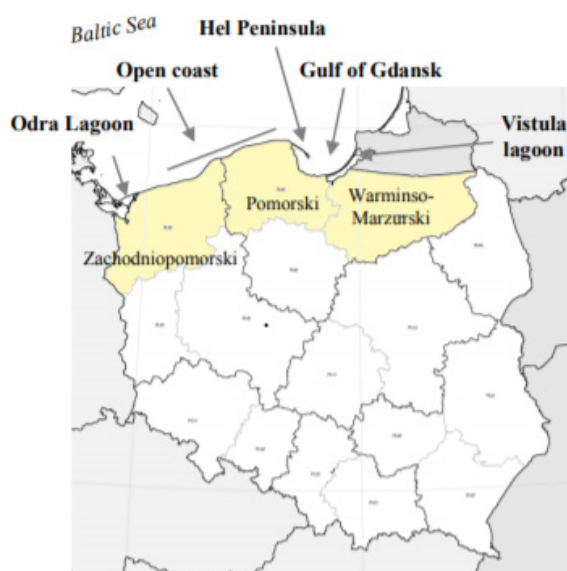 Baltic Sea
Hel Peninsula
Open coast
Gulf of Gdansk
Odra Lagoon
Vistula
lagoon
Pomorski
Warminso-
Marzurski
Zachodniopomorski